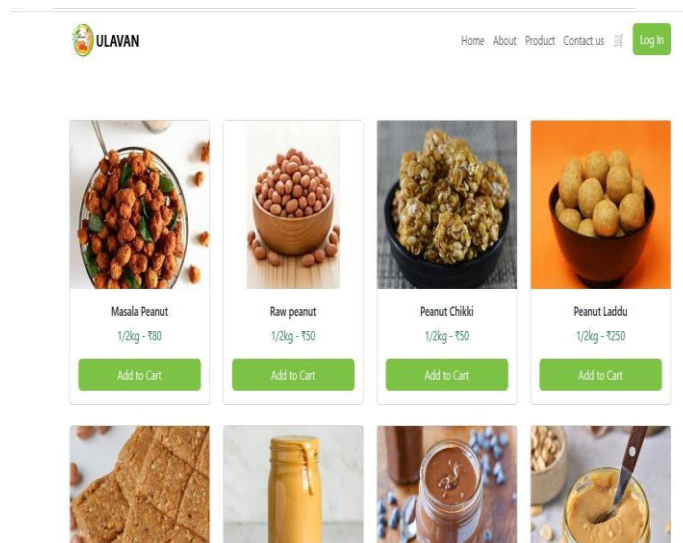 ULAVAN
Home About Product Contact us Log In
Masala Peanut Raw peanut Peanut Chikki Peanut Laddu
1/2kg - ₹80 1/2kg - ₹50 1/2kg - ₹50 1/2kg - ₹250
Add to Cart Add to Cart Add to Cart Add to Cart